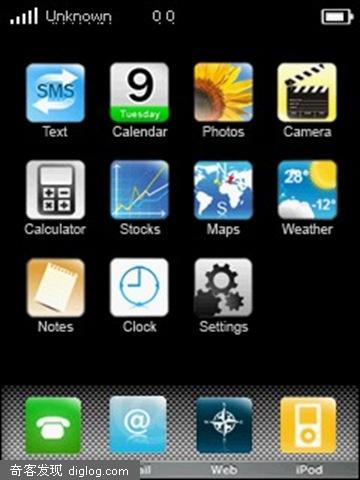 Unknown 0 0
SMS 9 Tuesday
Text Calendar Photos Camera
N S 28° -12°
Calculator Stocks Maps Weather
Notes Clock Settings
@
ail Web iPod
奇客发现 diglog.com